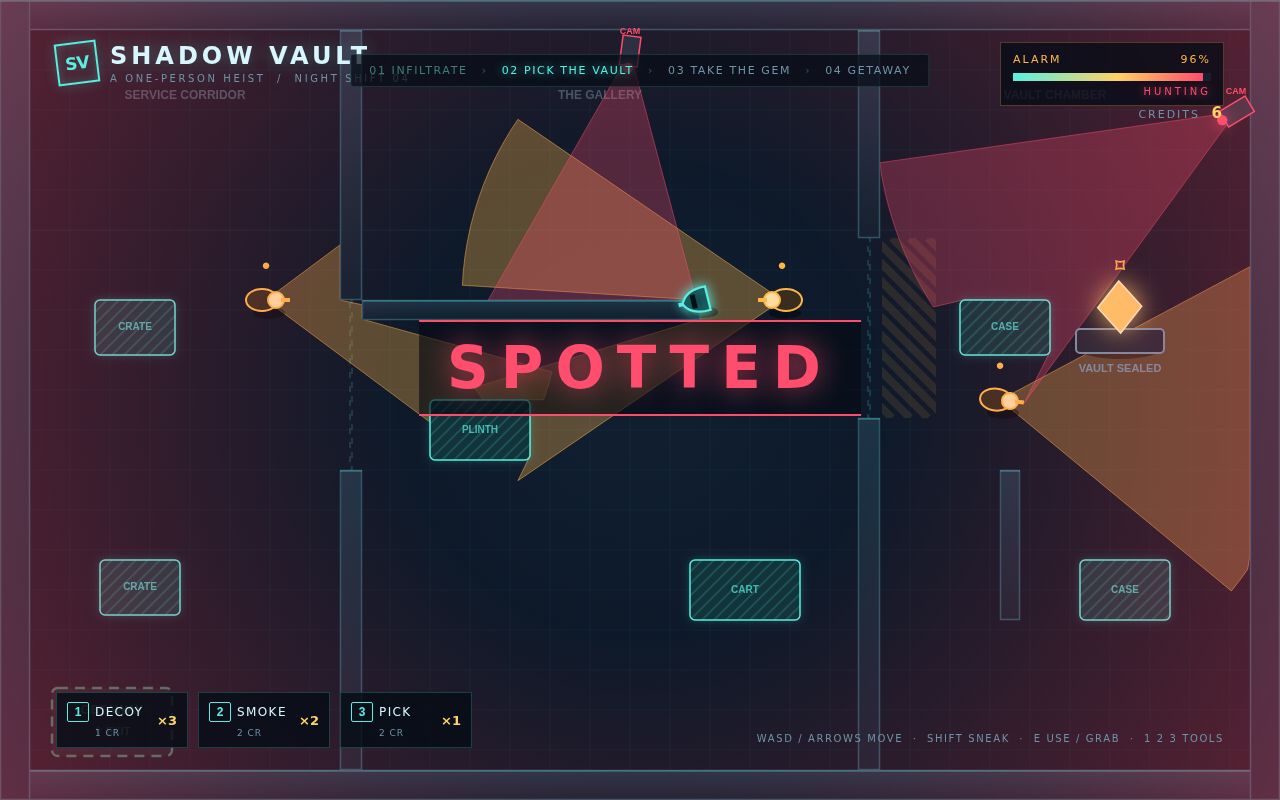 SV
SHADOW VAULT
A ONE-PERSON HEIST / NIGHT SHIFT 04
01 INFILTRATE › 02 PICK THE VAULT › 03 TAKE THE GEM › 04 GETAWAY
CAM
ALARM 96%
HUNTING
CREDITS 6
CAM
SERVICE CORRIDOR
THE GALLERY
VAULT CHAMBER
CRATE
CASE
VAULT SEALED
SPOTTED
PLINTH
CRATE
CART
CASE
1 DECOY ×3
1 CR
2 SMOKE ×2
2 CR
3 PICK ×1
2 CR
WASD / ARROWS MOVE · SHIFT SNEAK · E USE / GRAB · 1 2 3 TOOLS